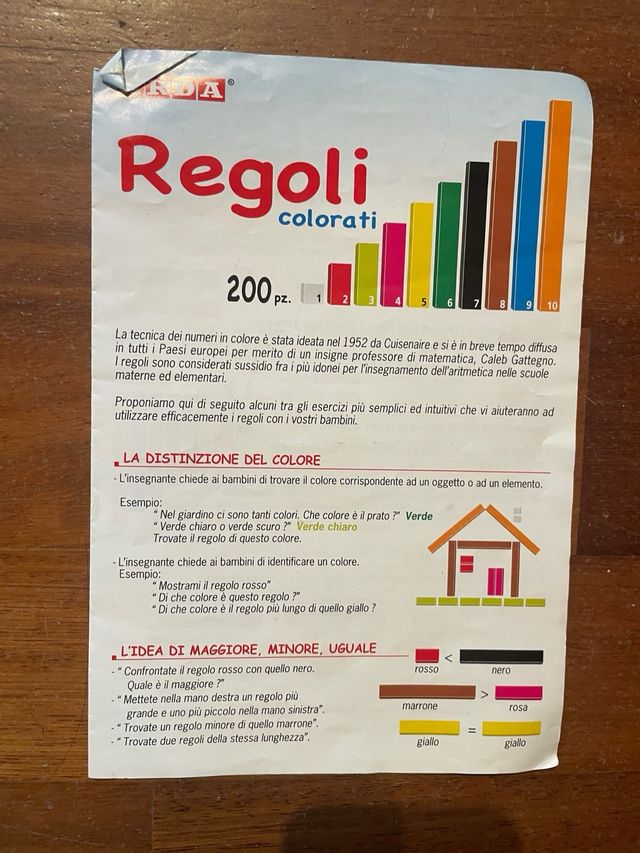 RDA®
Regoli
colorati
200 pz.
1 2 3 4 5 6 7 8 9 10
La tecnica dei numeri in colore è stata ideata nel 1952 da Cuisenaire e si è in breve tempo diffusa
in tutti i Paesi europei per merito di un insigne professore di matematica, Caleb Gattegno.
I regoli sono considerati sussidio fra i più idonei per l'insegnamento dell'aritmetica nelle scuole
materne ed elementari.
Proponiamo qui di seguito alcuni tra gli esercizi più semplici ed intuitivi che vi aiuteranno ad
utilizzare efficacemente i regoli con i vostri bambini.
LA DISTINZIONE DEL COLORE
- L'insegnante chiede ai bambini di trovare il colore corrispondente ad un oggetto o ad un elemento.
Esempio:
" Nel giardino ci sono tanti colori. Che colore è il prato ?" Verde
" Verde chiaro o verde scuro ?" Verde chiaro
Trovate il regolo di questo colore.
- L'insegnante chiede ai bambini di identificare un colore.
Esempio:
" Mostrami il regolo rosso"
" Di che colore è questo regolo ?"
" Di che colore è il regolo più lungo di quello giallo ?
L'IDEA DI MAGGIORE, MINORE, UGUALE
- " Confrontate il regolo rosso con quello nero.
Quale è il maggiore ?"
- " Mettete nella mano destra un regolo più
grande e uno più piccolo nella mano sinistra".
- " Trovate un regolo minore di quello marrone".
- " Trovate due regoli della stessa lunghezza".
<
rosso nero
>
marrone rosa
=
giallo giallo